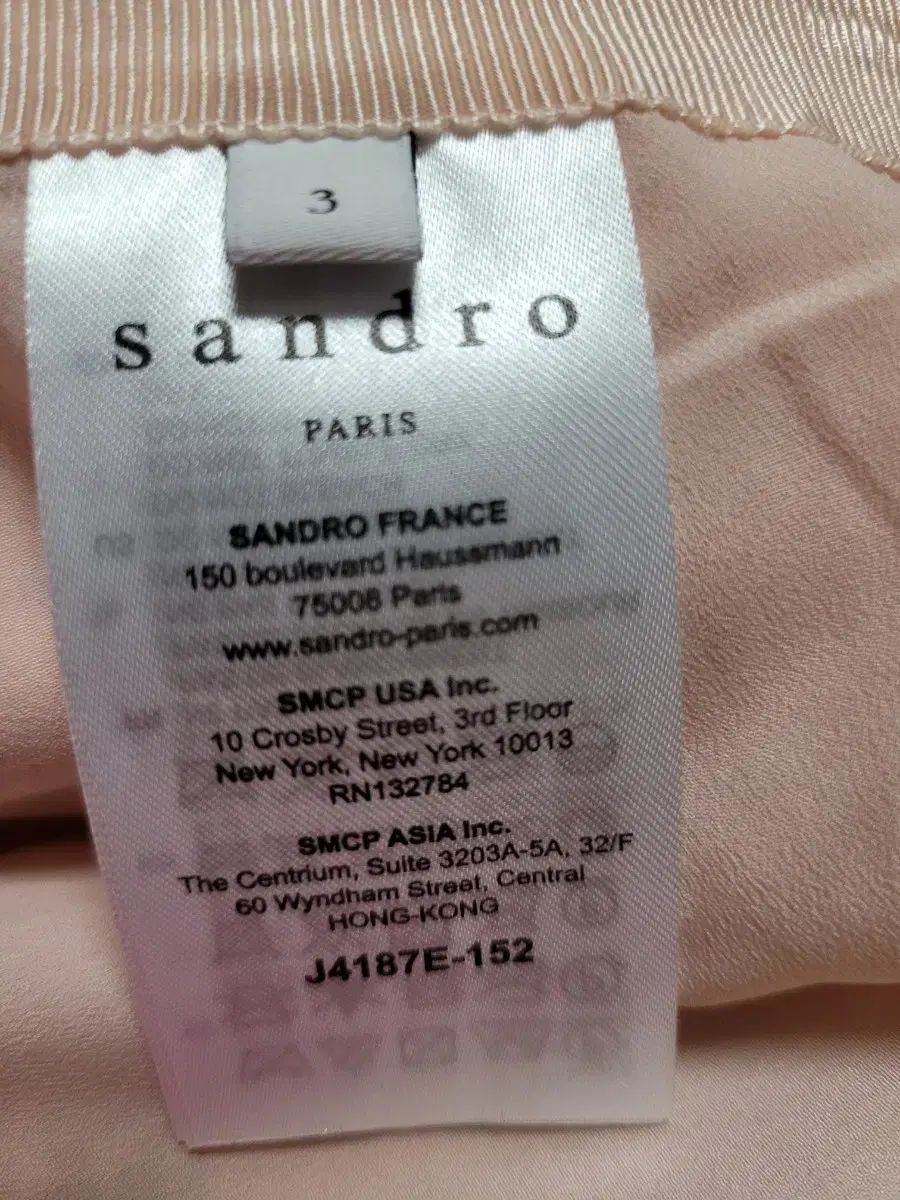 3
sandro
PARIS
SANDRO FRANCE
150 boulevard Haussmann
75008 Paris
www.sandro-paris.com
SMCP USA Inc.
10 Crosby Street, 3rd Floor
New York, New York 10013
RN132784
SMCP ASIA Inc.
The Centrium, Suite 3203A-5A, 32/F
60 Wyndham Street, Central
HONG-KONG
J4187E-152